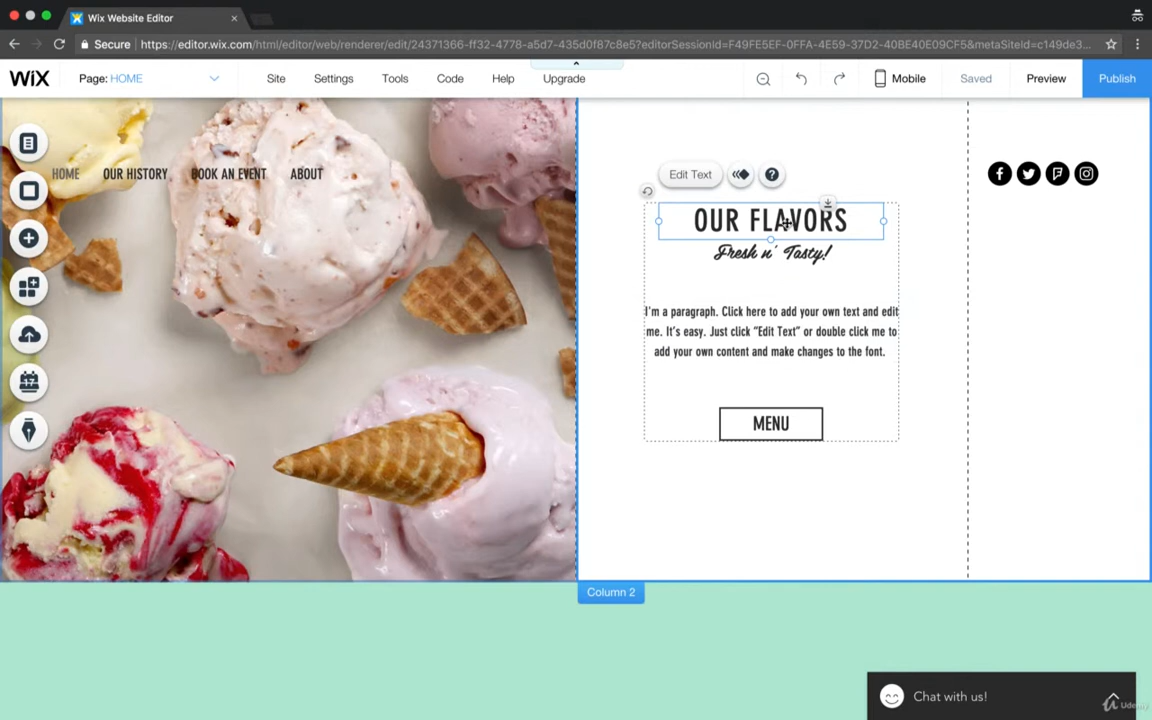 Wix Website Editor
Secure https://editor.wix.com/html/editor/web/renderer/edit/24371366-ff32-4778-a5d7-435d0f87c8e5?editorSessionId=F49FE5EF-0FFA-4E59-37D2-40BE40E09CF5&metaSiteId=c149de3...
WiX Page: HOME Site Settings Tools Code Help Upgrade Mobile Saved Preview Publish
HOME OUR HISTORY BOOK AN EVENT ABOUT
Edit Text ?
OUR FLAVORS
Fresh n' Tasty!
I'm a paragraph. Click here to add your own text and edit
me. It's easy. Just click "Edit Text" or double click me to
add your own content and make changes to the font.
MENU
17
Column 2
Chat with us!
Udemy